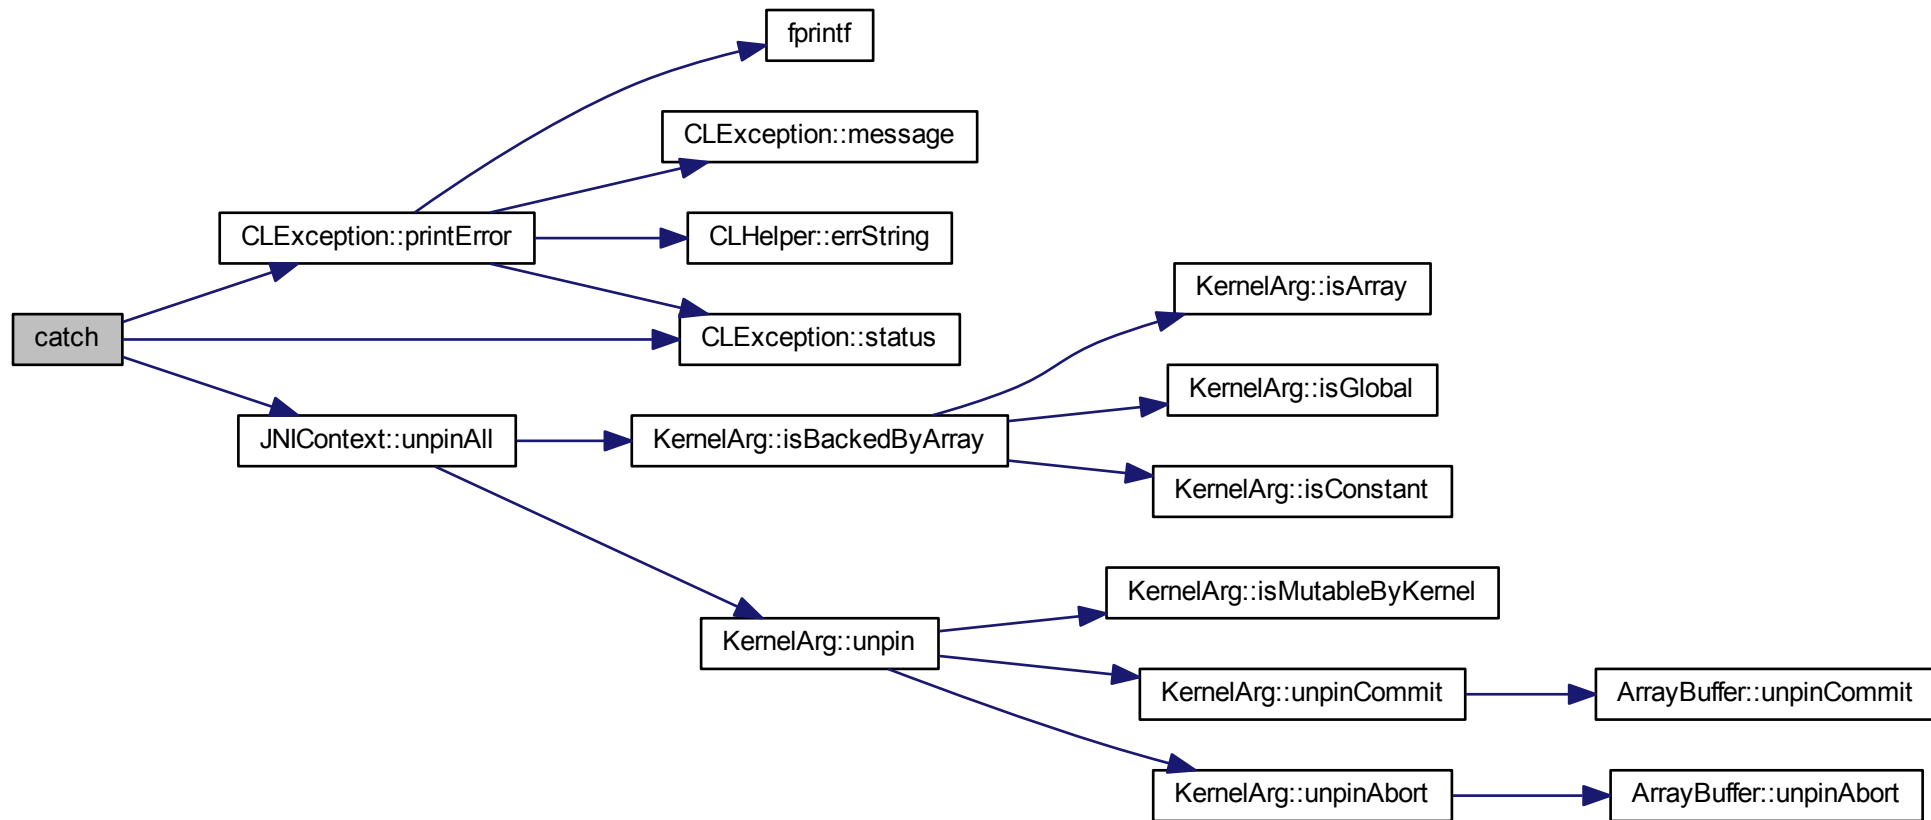 fprintf
CLException::message
CLException::printError
CLHelper::errString
KernelArg::isArray
catch
CLException::status
KernelArg::isGlobal
JNIContext::unpinAll
KernelArg::isBackedByArray
KernelArg::isConstant
KernelArg::isMutableByKernel
KernelArg::unpin
KernelArg::unpinCommit
ArrayBuffer::unpinCommit
KernelArg::unpinAbort
ArrayBuffer::unpinAbort